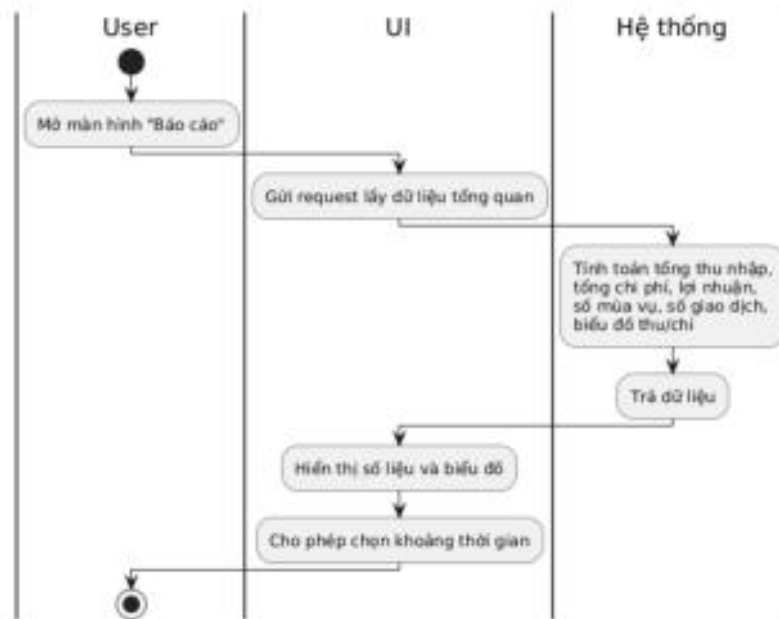 User
UI
Hệ thống
Mở màn hình "Báo cáo"
Gửi request lấy dữ liệu tổng quan
Tính toán tổng thu nhập,
tổng chi phí, lợi nhuận,
số mùa vụ, số giao dịch,
biểu đồ thu/chi
Trả dữ liệu
Hiển thị số liệu và biểu đồ
Cho phép chọn khoảng thời gian